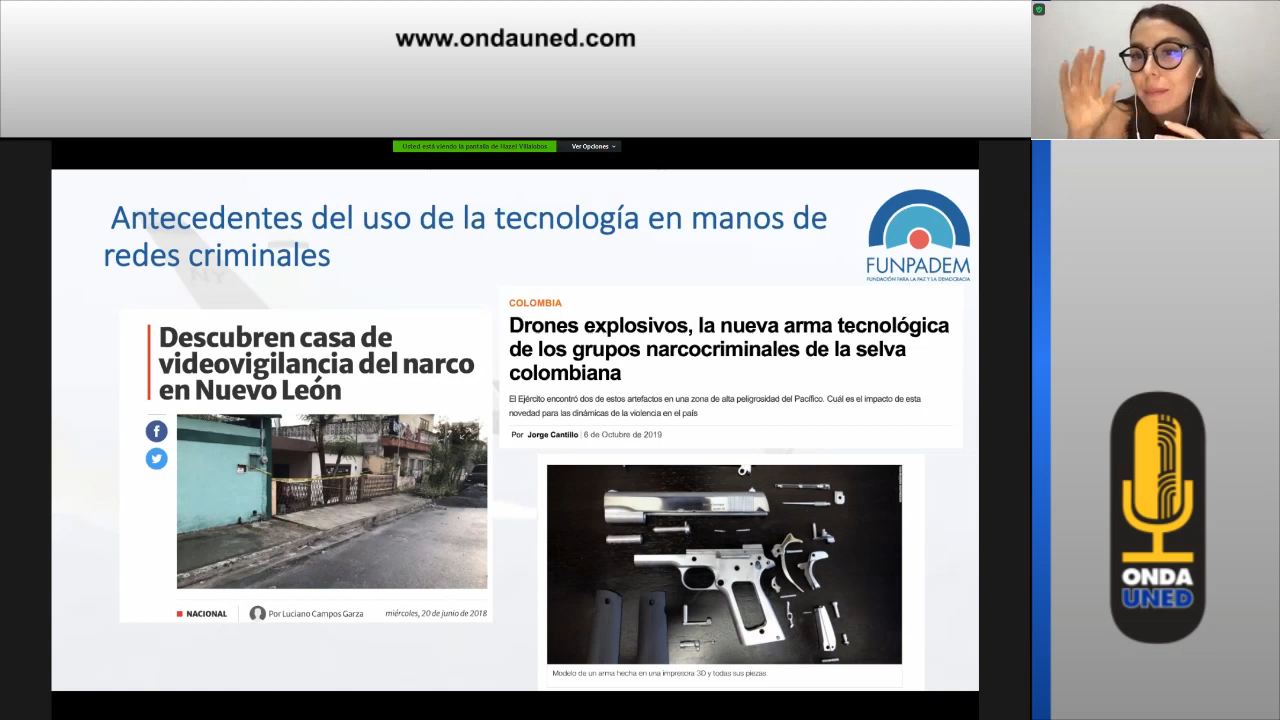 www.ondauned.com
Usted está viendo la pantalla de Hazel Villalobos
Ver Opciones
Antecedentes del uso de la tecnología en manos de
redes criminales
FUNPADEM
FUNDACIÓN PARA LA PAZ Y LA DEMOCRACIA
Descubren casa de
videovigilancia del narco
en Nuevo León
NACIONAL
Por Luciano Campos Garza
miércoles, 20 de junio de 2018
COLOMBIA
Drones explosivos, la nueva arma tecnológica
de los grupos narcocriminales de la selva
colombiana
El Ejército encontró dos de estos artefactos en una zona de alta peligrosidad del Pacífico. Cuál es el impacto de esta
novedad para las dinámicas de la violencia en el país
Por Jorge Cantillo | 6 de Octubre de 2019
Modelo de un arma hecha en una impresora 3D y todas sus piezas.
ONDA
UNED